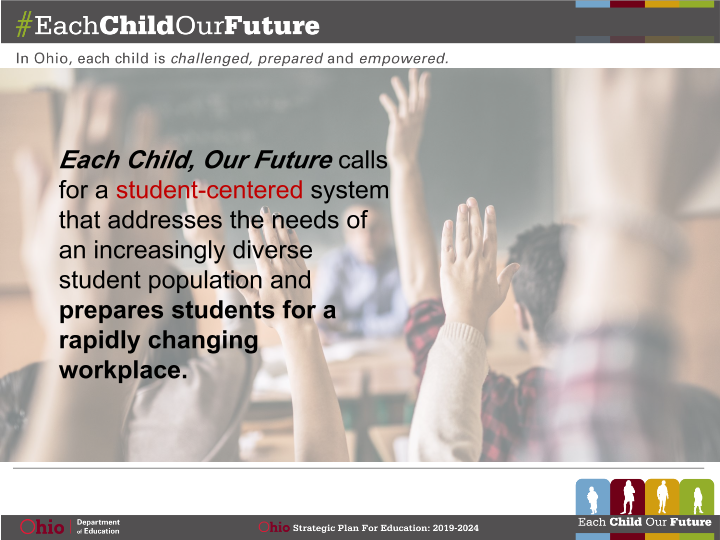 #EachChildOurFuture
In Ohio, each child is challenged, prepared and empowered.
Each Child, Our Future calls
for a student-centered system
that addresses the needs of
an increasingly diverse
student population and
prepares students for a
rapidly changing
workplace.
Each Child Our Future
Ohio Department
of Education
Ohio Strategic Plan For Education: 2019-2024